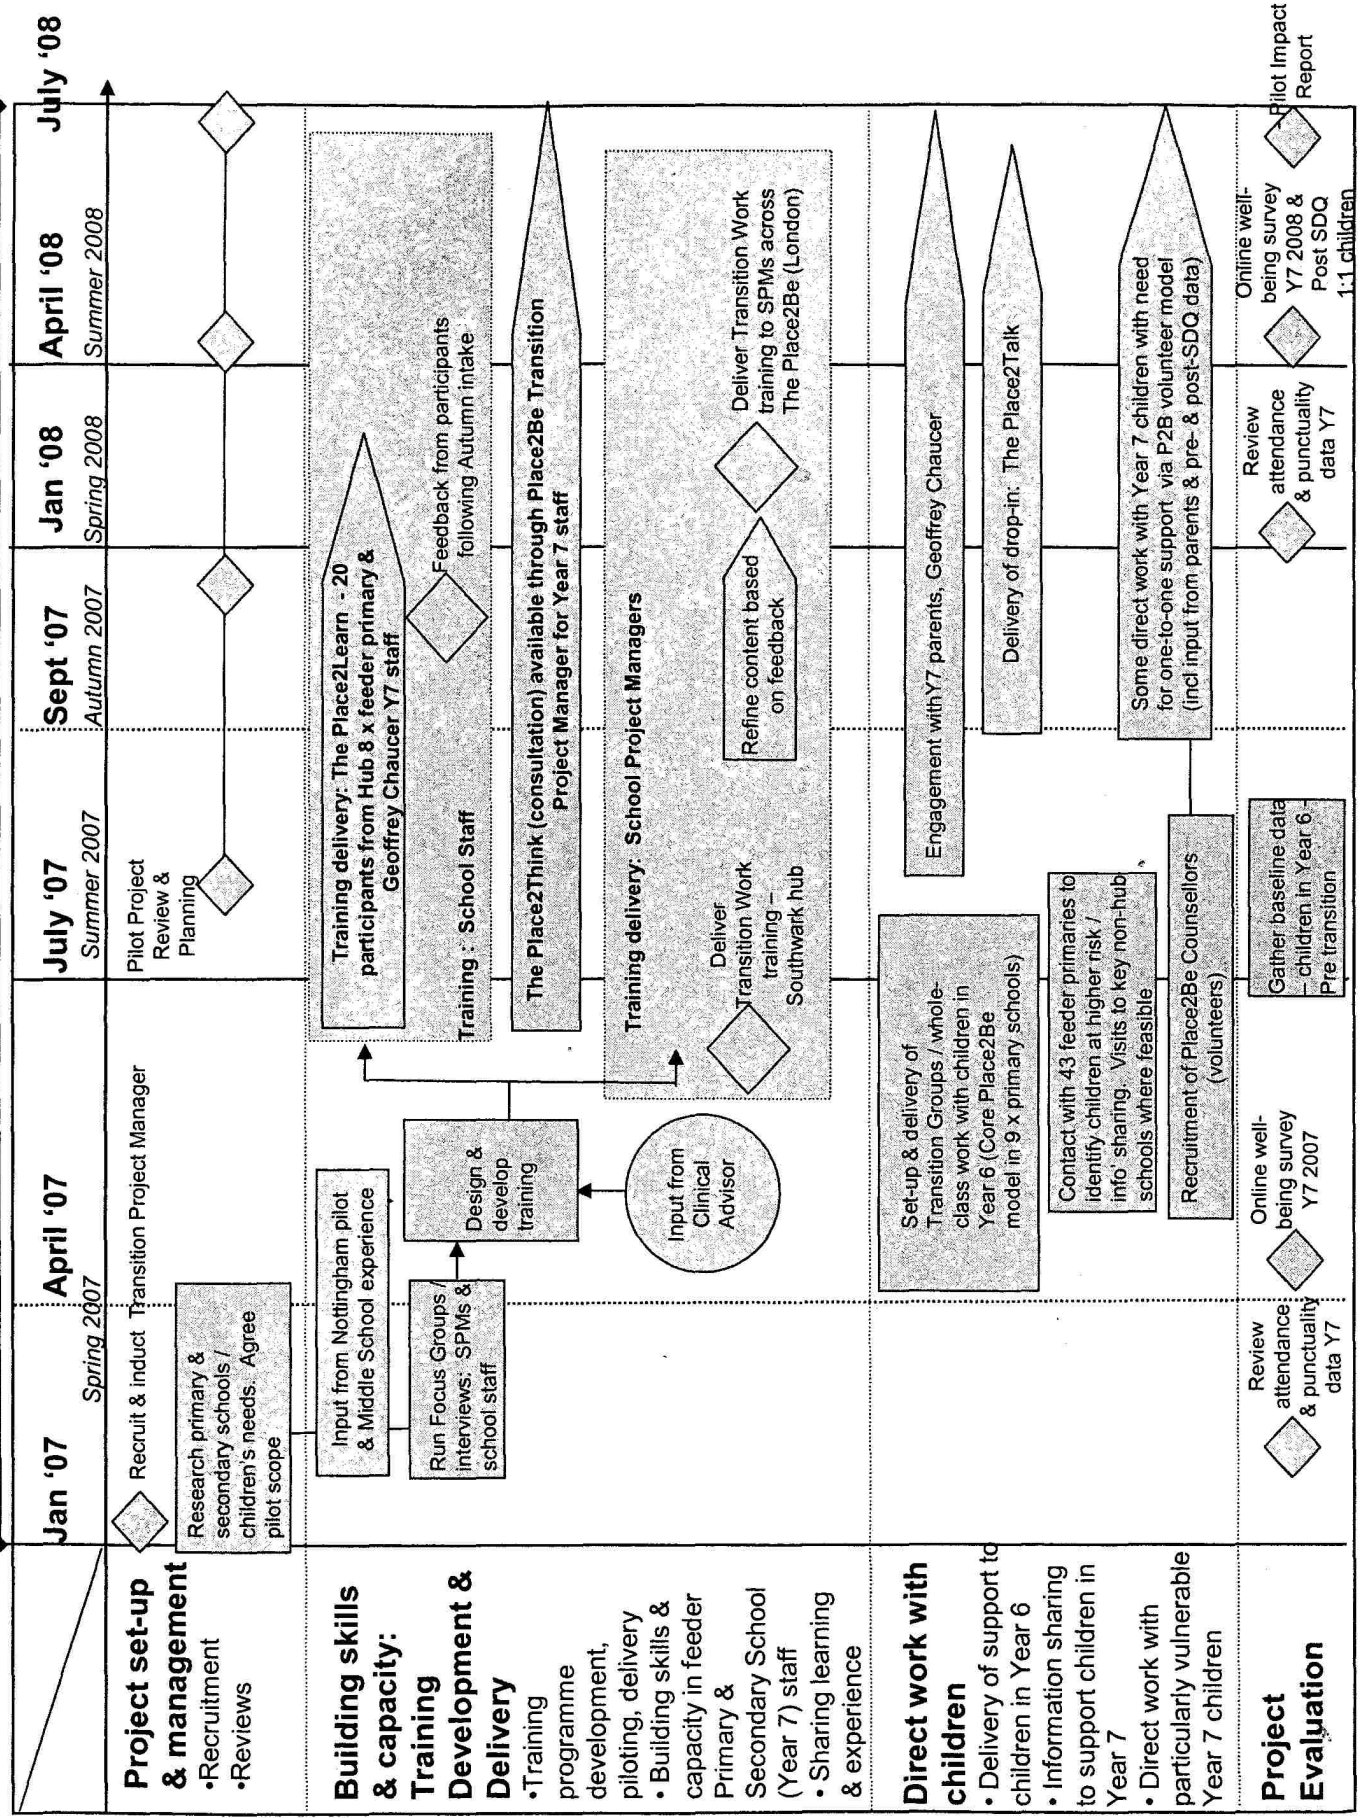 Jan '07
April '07
July '07
Sept '07
Jan '08
April '08
July '08
Spring 2007
Summer 2007
Autumn 2007
Spring 2008
Summer 2008
Project set-up
& management
•Recruitment
•Reviews
Recruit & induct Transition Project Manager
Research primary &
secondary schools /
children's needs. Agree
pilot scope
Pilot Project
Review &
Planning
Building skills
& capacity:
Training
Development &
Delivery
•Training
programme
development,
piloting, delivery
• Building skills &
capacity in feeder
Primary &
Secondary School
(Year 7) staff
• Sharing learning
& experience
Input from Nottingham pilot
& Middle School experience
Run Focus Groups /
interviews: SPMs &
school staff
Design &
develop
training
Input from
Clinical
Advisor
Training delivery: The Place2Learn - 20
participants from Hub 8 x feeder primary &
Geoffrey Chaucer Y7 staff
Training : School Staff
Feedback from participants
following Autumn intake
The Place2Think (consultation) available through Place2Be Transition
Project Manager for Year 7 staff
Training delivery: School Project Managers
Deliver
Transition Work
training –
Southwark hub
Refine content based
on feedback
Deliver Transition Work
training to SPMs across
The Place2Be (London)
Direct work with
children
• Delivery of support to
children in Year 6
• Information sharing
to support children in
Year 7
• Direct work with
particularly vulnerable
Year 7 children
Set-up & delivery of
Transition Groups / whole-
class work with children in
Year 6 (Core Place2Be
model in 9 x primary schools)
Contact with 43 feeder primaries to
identify children at higher risk /
info' sharing. Visits to key non-hub
schools where feasible
Recruitment of Place2Be Counsellors
(volunteers)
Engagement withY7 parents, Geoffrey Chaucer
Delivery of drop-in: The Place2Talk
Some direct work with Year 7 children with need
for one-to-one support via P2B volunteer model
(incl input from parents & pre- & post-SDQ data)
Project
Evaluation
Review
attendance
& punctuality
data Y7
Online well-
being survey
Y7 2007
Gather baseline data
– children in Year 6 –
Pre transition
Review
attendance
& punctuality
data Y7
Online well-
being survey
Y7 2008 &
Post SDQ
1:1 children
Pilot Impact
Report